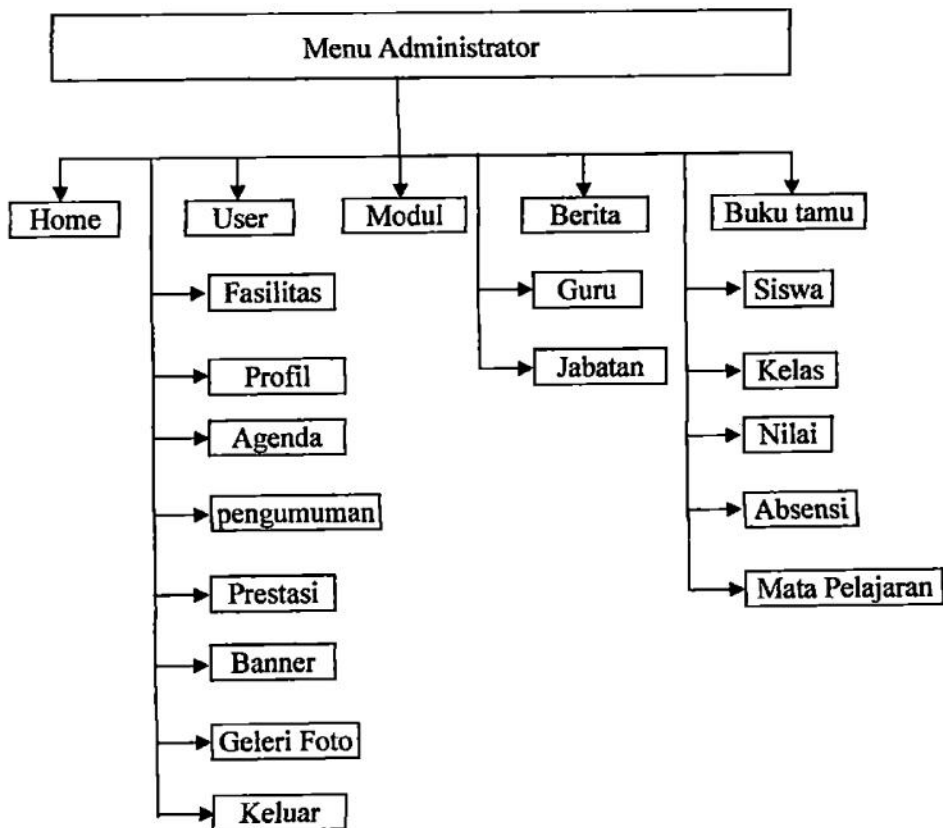 Menu Administrator
Home
User
Modul
Berita
Buku tamu
Fasilitas
Guru
Siswa
Profil
Jabatan
Kelas
Agenda
Nilai
pengumuman
Absensi
Prestasi
Mata Pelajaran
Banner
Geleri Foto
Keluar